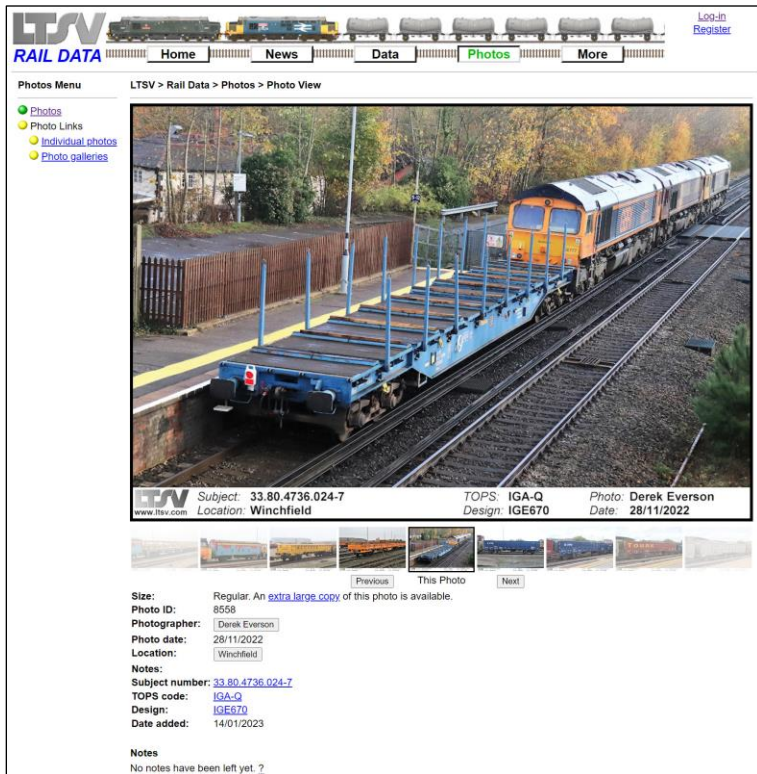 LTSV
RAIL DATA
Home
News
Data
Photos
More
Log-in
Register
Photos Menu
Photos
Photo Links
Individual photos
Photo galleries
LTSV > Rail Data > Photos > Photo View
LTSV
www.ltsv.com
Subject: 33.80.4736.024-7 TOPS: IGA-Q Photo: Derek Everson
Location: Winchfield Design: IGE670 Date: 28/11/2022
Previous This Photo Next
Size: Regular. An extra large copy of this photo is available.
Photo ID: 8558
Photographer: Derek Everson
Photo date: 28/11/2022
Location: Winchfield
Notes:
Subject number: 33.80.4736.024-7
TOPS code: IGA-Q
Design: IGE670
Date added: 14/01/2023
Notes
No notes have been left yet. ?